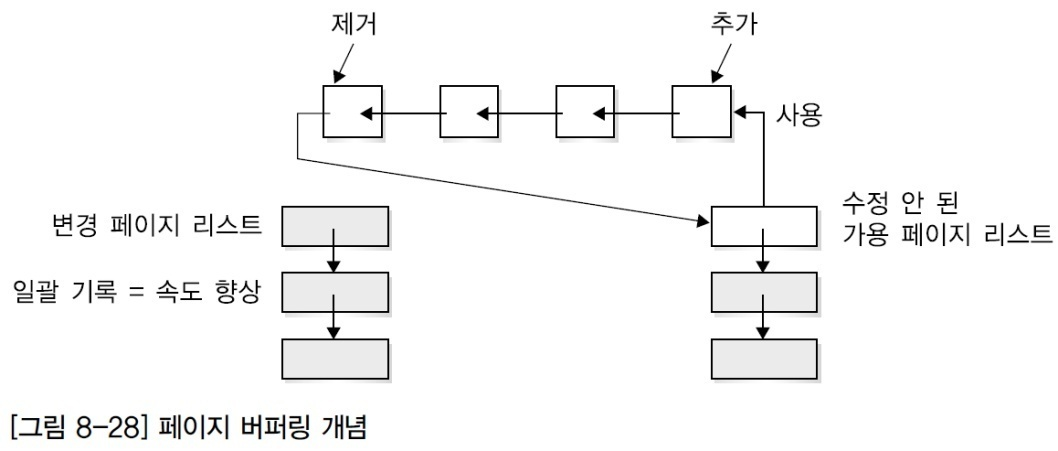 제거
추가
사용
변경 페이지 리스트
수정 안 된
가용 페이지 리스트
일괄 기록 = 속도 향상
[그림 8-28] 페이지 버퍼링 개념